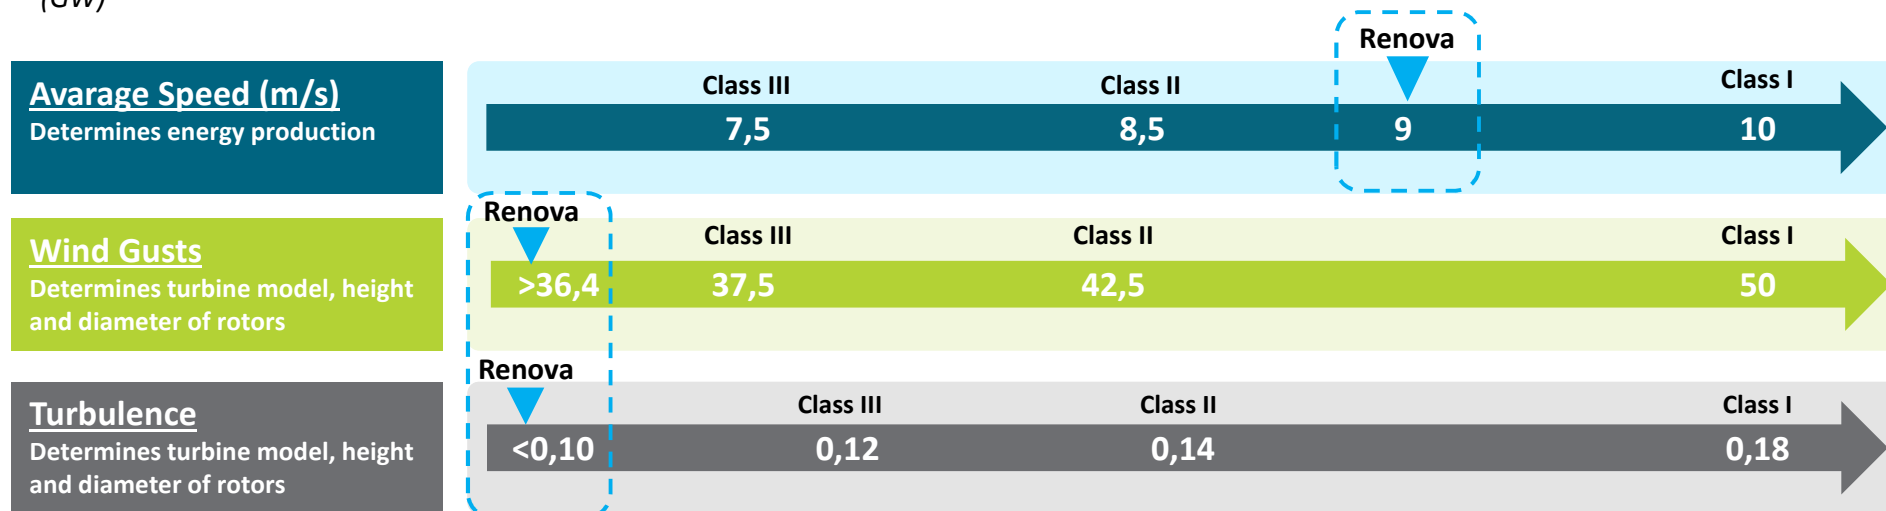 (GW)
Renova
Avarage Speed (m/s)
Determines energy production
Class III
Class II
Class I
7,5
8,5
9
10
Renova
Wind Gusts
Determines turbine model, height
and diameter of rotors
Class III
Class II
Class I
>36,4
37,5
42,5
50
Renova
Turbulence
Determines turbine model, height
and diameter of rotors
Class III
Class II
Class I
<0,10
0,12
0,14
0,18